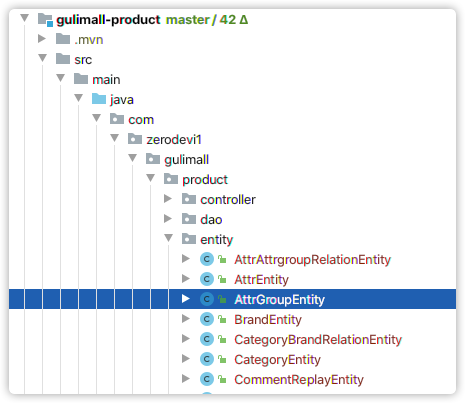 gulimall-product master / 42 Δ
.mvn
src
main
java
com
zerodevi1
gulimall
product
controller
dao
entity
C AttrAttrgroupRelationEntity
C AttrEntity
C AttrGroupEntity
C BrandEntity
C CategoryBrandRelationEntity
C CategoryEntity
C CommentReplayEntity